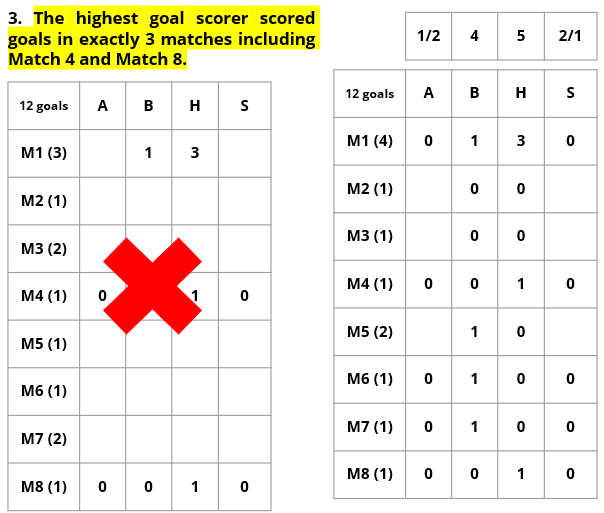 3. The highest goal scorer scored
goals in exactly 3 matches including
Match 4 and Match 8.
12 goals A B H S
M1 (3) 1 3
M2 (1)
M3 (2)
M4 (1) 0 1 0
M5 (1)
M6 (1)
M7 (2)
M8 (1) 0 0 1 0
1/2 4 5 2/1
12 goals A B H S
M1 (4) 0 1 3 0
M2 (1) 0 0
M3 (1) 0 0
M4 (1) 0 0 1 0
M5 (2) 1 0
M6 (1) 0 1 0 0
M7 (1) 0 1 0 0
M8 (1) 0 0 1 0